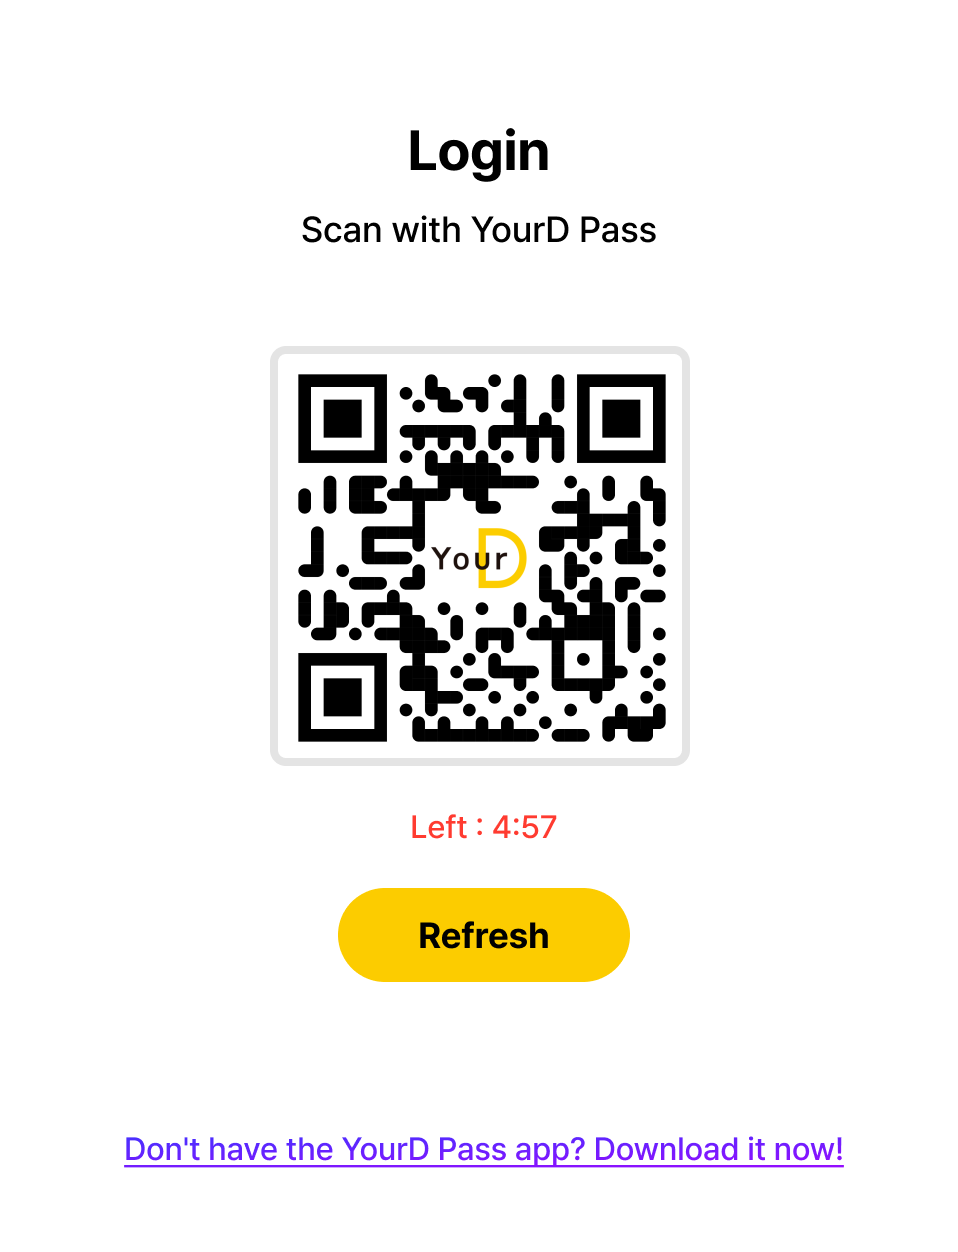 Login
Scan with YourD Pass
YourD
Left : 4:57
Refresh
Don't have the YourD Pass app? Download it now!